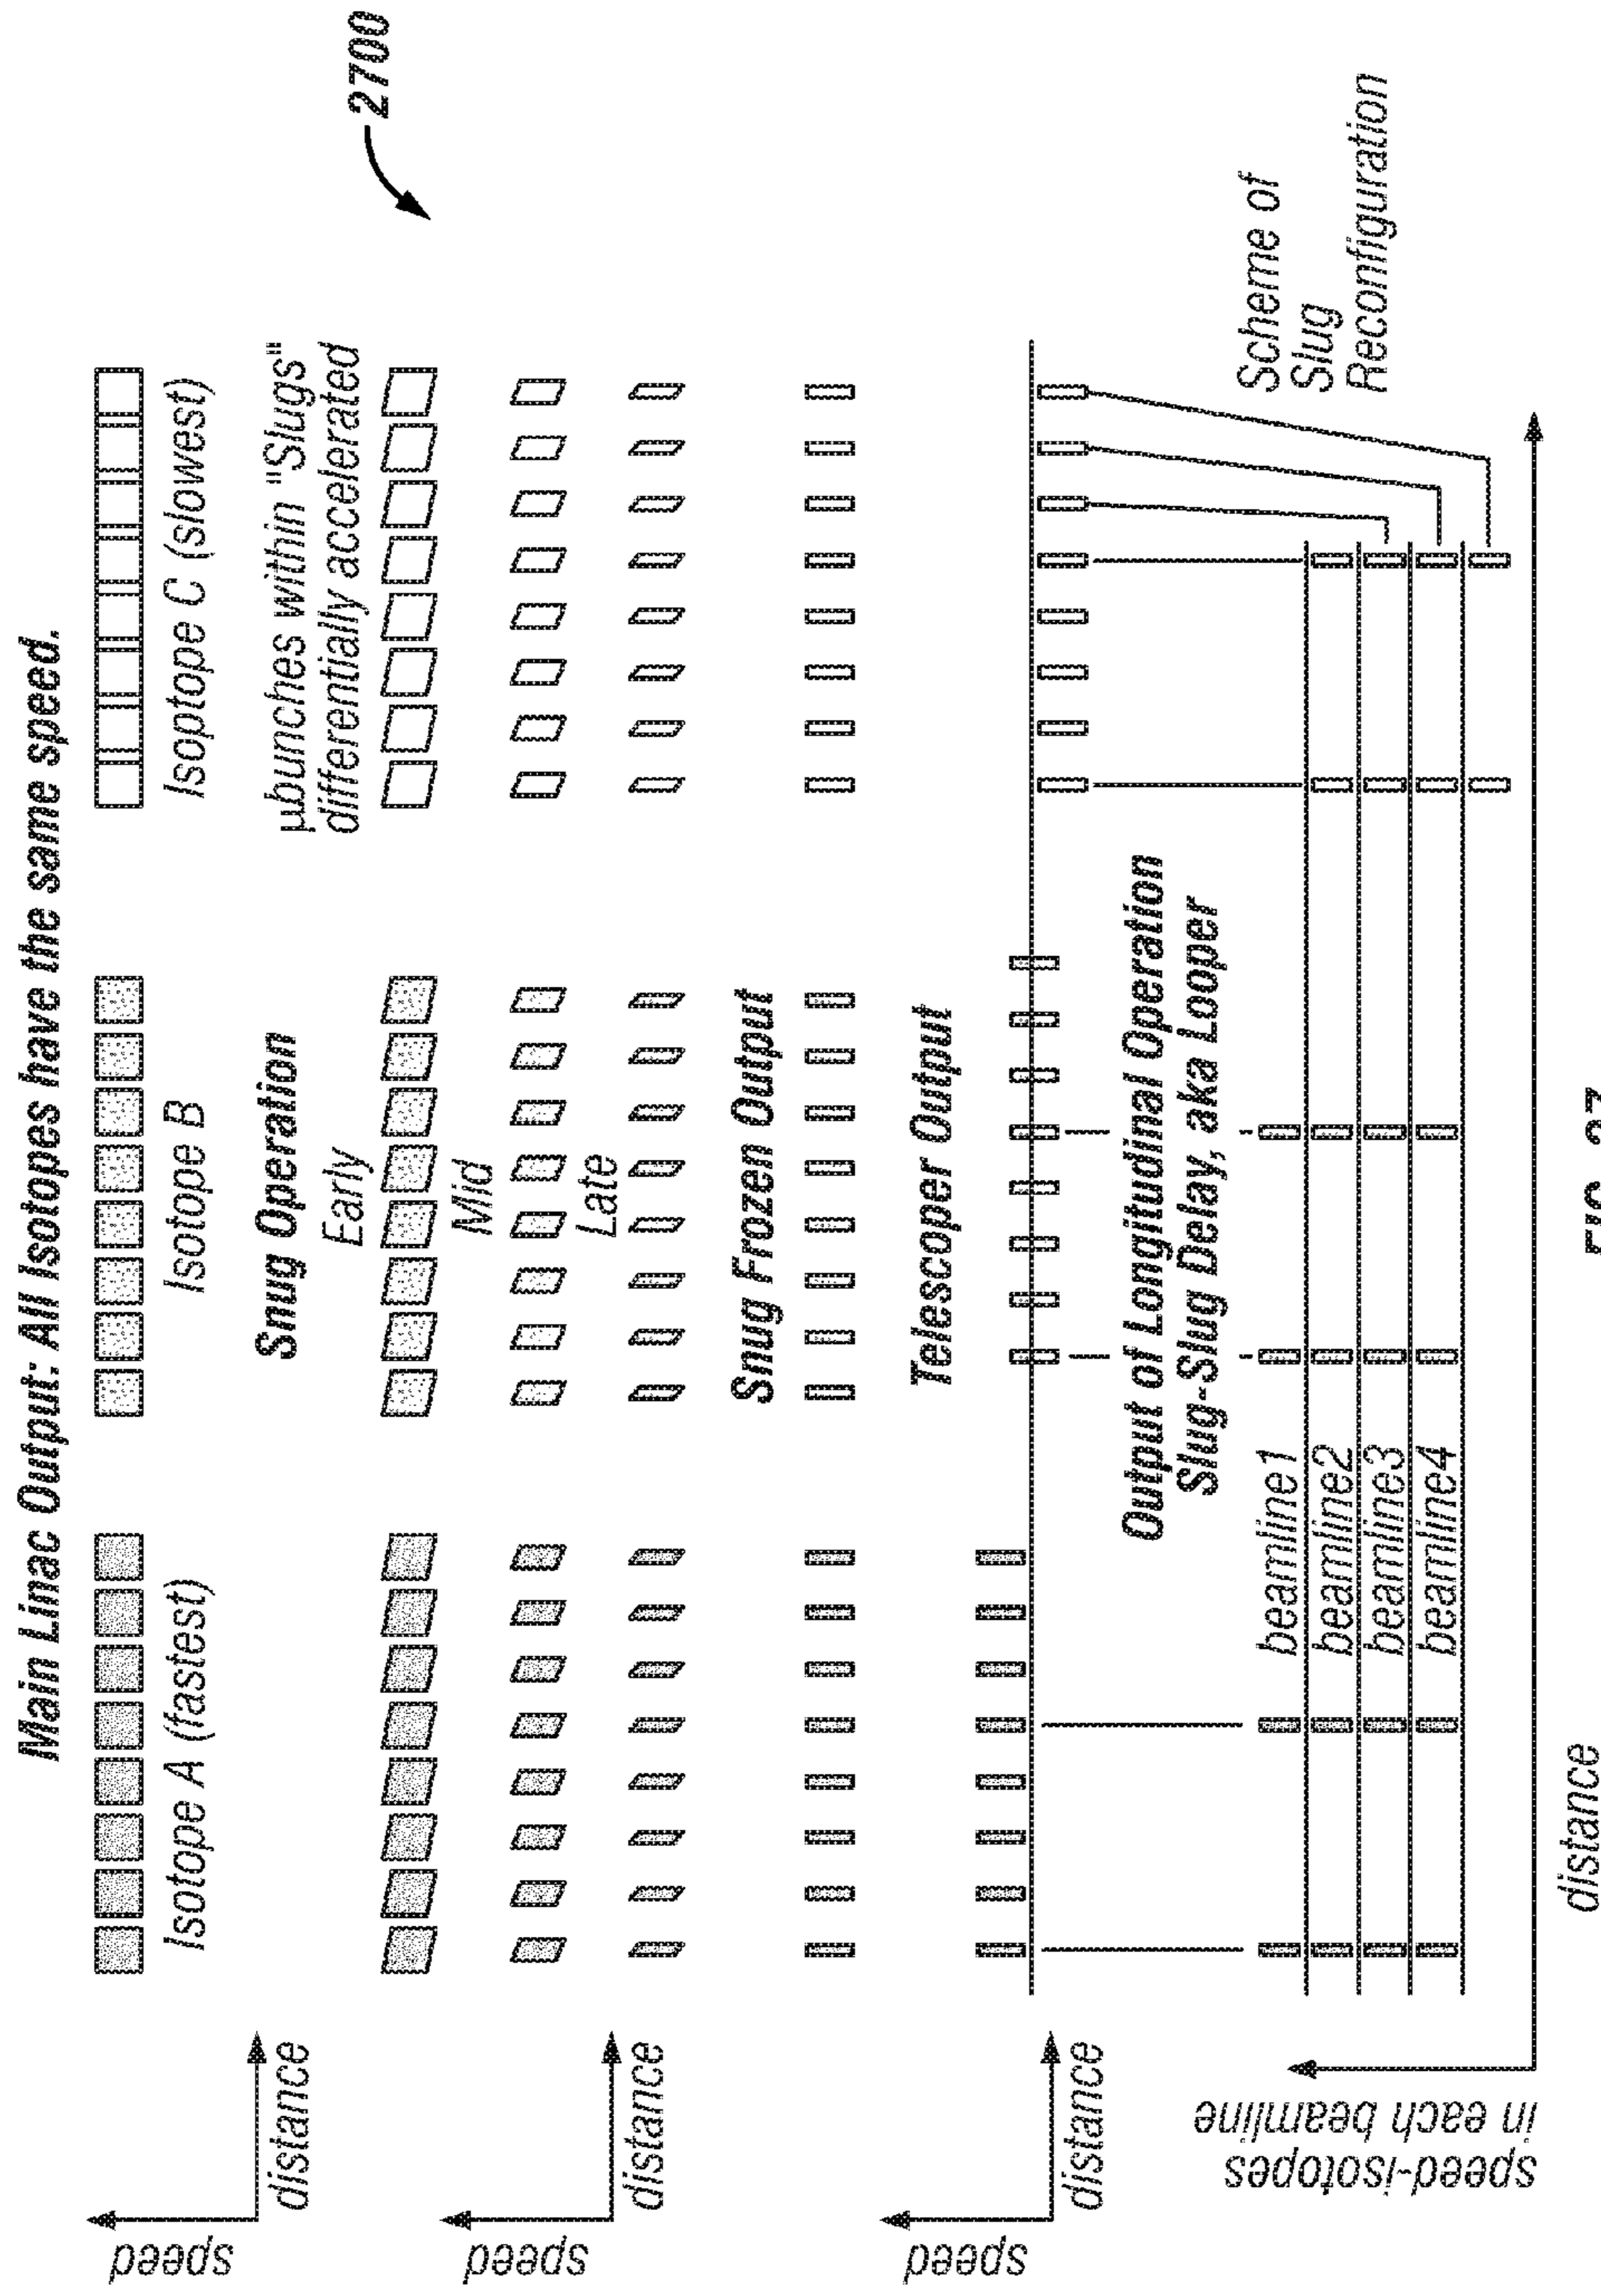 Main Linac Output: All Isotopes have the same speed.
Isotope A (fastest)
Isotope B
Isoptope C (slowest)
speed
distance
2700
Snug Operation
µbunches within "Slugs"
differentially accelerated
Early
Mid
Late
speed
distance
Snug Frozen Output
Telescoper Output
speed
distance
Output of Longitudinal Operation
Slug-Slug Delay, aka Looper
Scheme of
Slug
Reconfiguration
beamline1
beamline2
beamline3
beamline4
speed-isotopes
in each beamline
distance